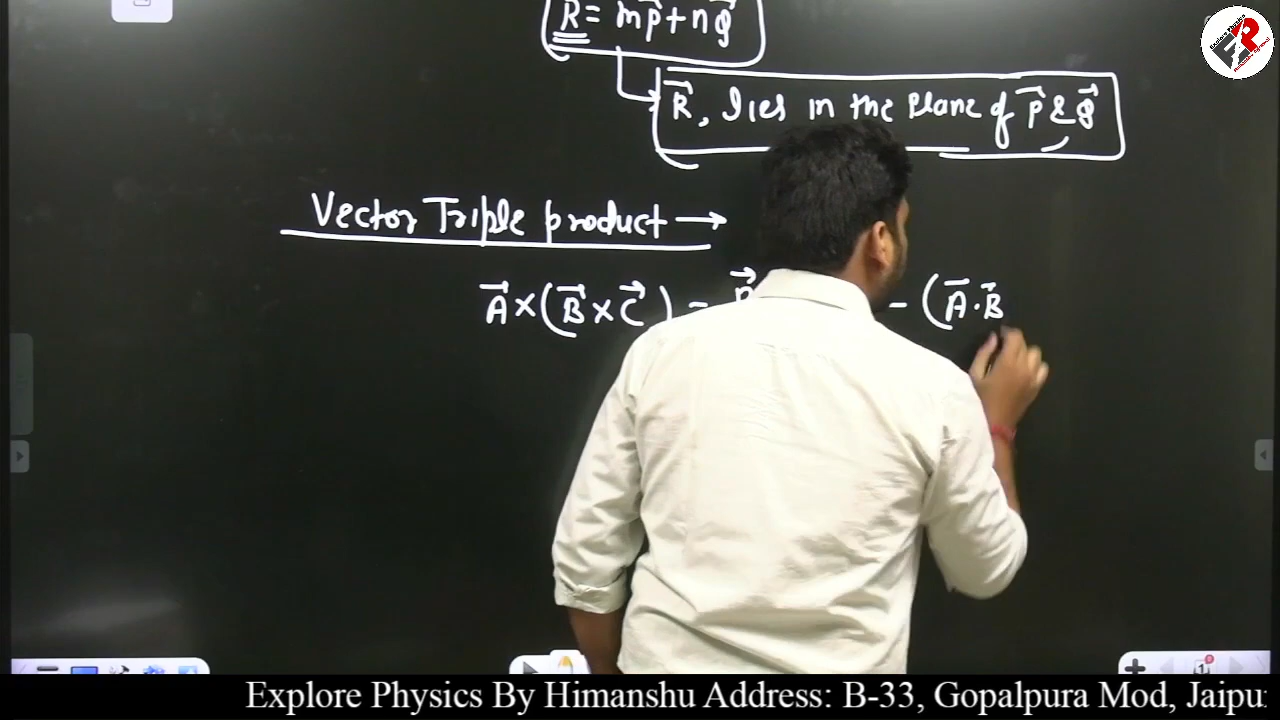 R = mp⃗ + nQ⃗
R⃗, lies in the plane of P⃗ & Q⃗
Vector Triple product →
A⃗×(B⃗×C⃗) = B⃗ - (A⃗·B⃗
Explore Physics By Himanshu Address: B-33, Gopalpura Mod, Jaipu